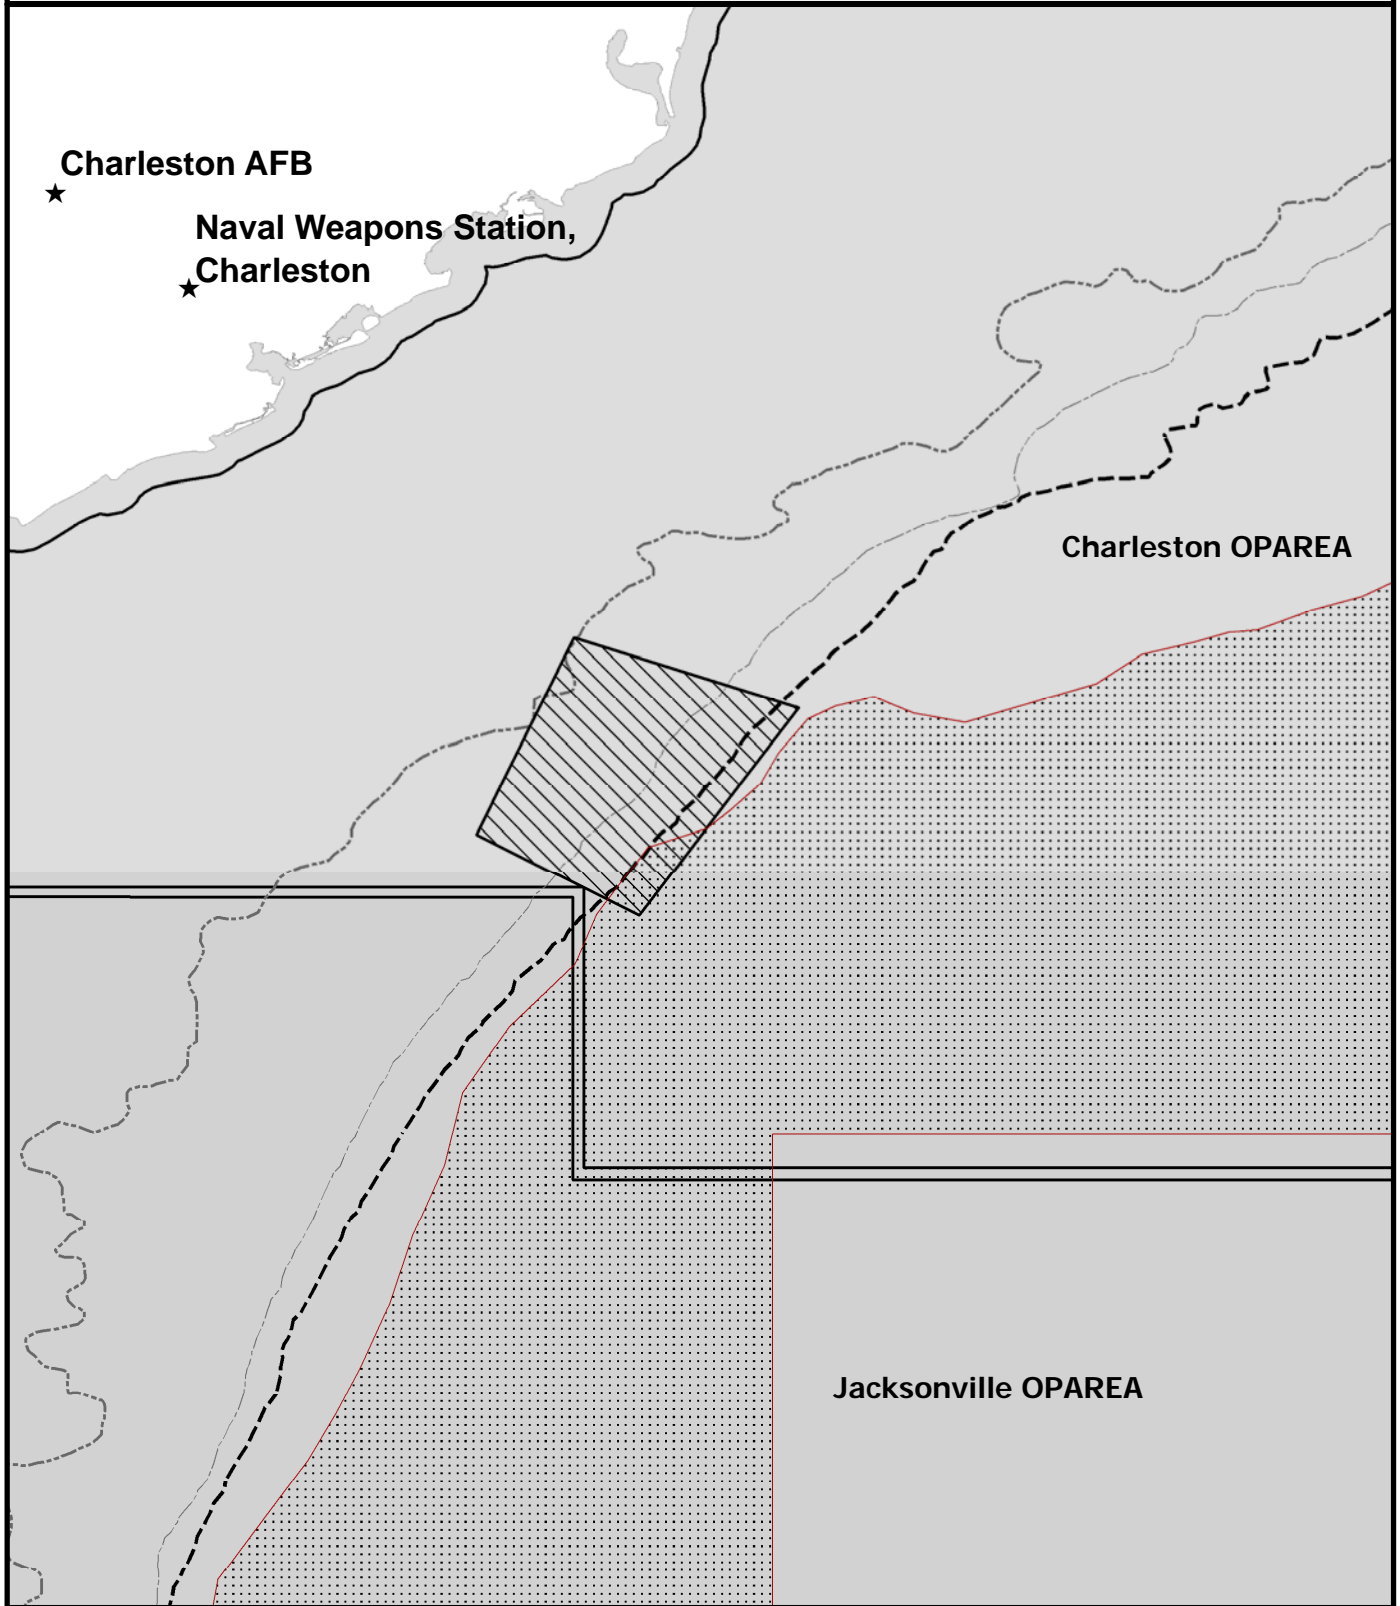 Charleston AFB
Naval Weapons Station,
Charleston
Charleston OPAREA
Jacksonville OPAREA